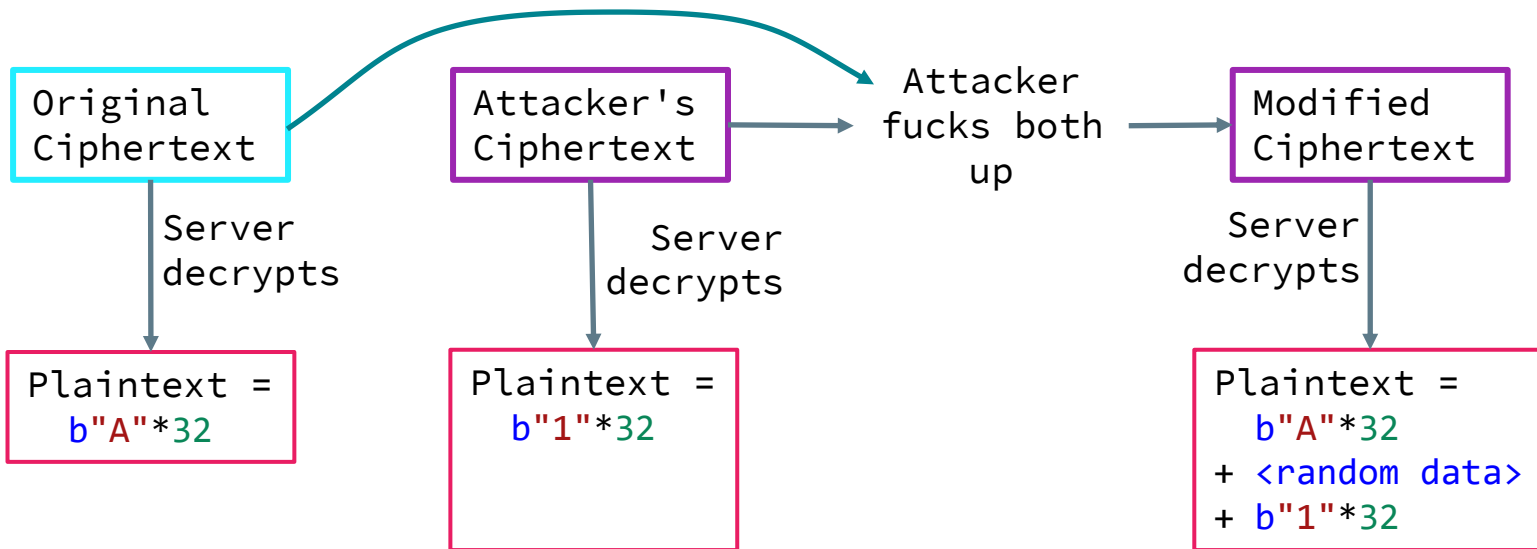 Original
Ciphertext
Attacker's
Ciphertext
Attacker
fucks both
up
Modified
Ciphertext
Server
decrypts
Server
decrypts
Server
decrypts
Plaintext =
b"A"*32
Plaintext =
b"1"*32
Plaintext =
b"A"*32
+ <random data>
+ b"1"*32